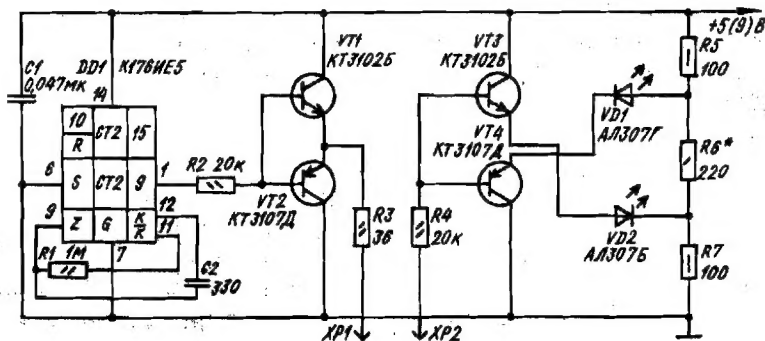 +5(9) В
C1
0,047мк
DD1 К176ИЕ5
14
10
R
СТ2
15
6
S
СТ2
9
1
9
Z
G
K
R
12
11
7
R1 1М
C2
330
R2 20к
VT1
КТ3102Б
VT2
КТ3107Д
R3
36
XP1
VT3
КТ3102Б
VT4
КТ3107Д
R4
20к
XP2
VD1
АЛ307Г
VD2
АЛ307Б
R5
100
R6*
220
R7
100